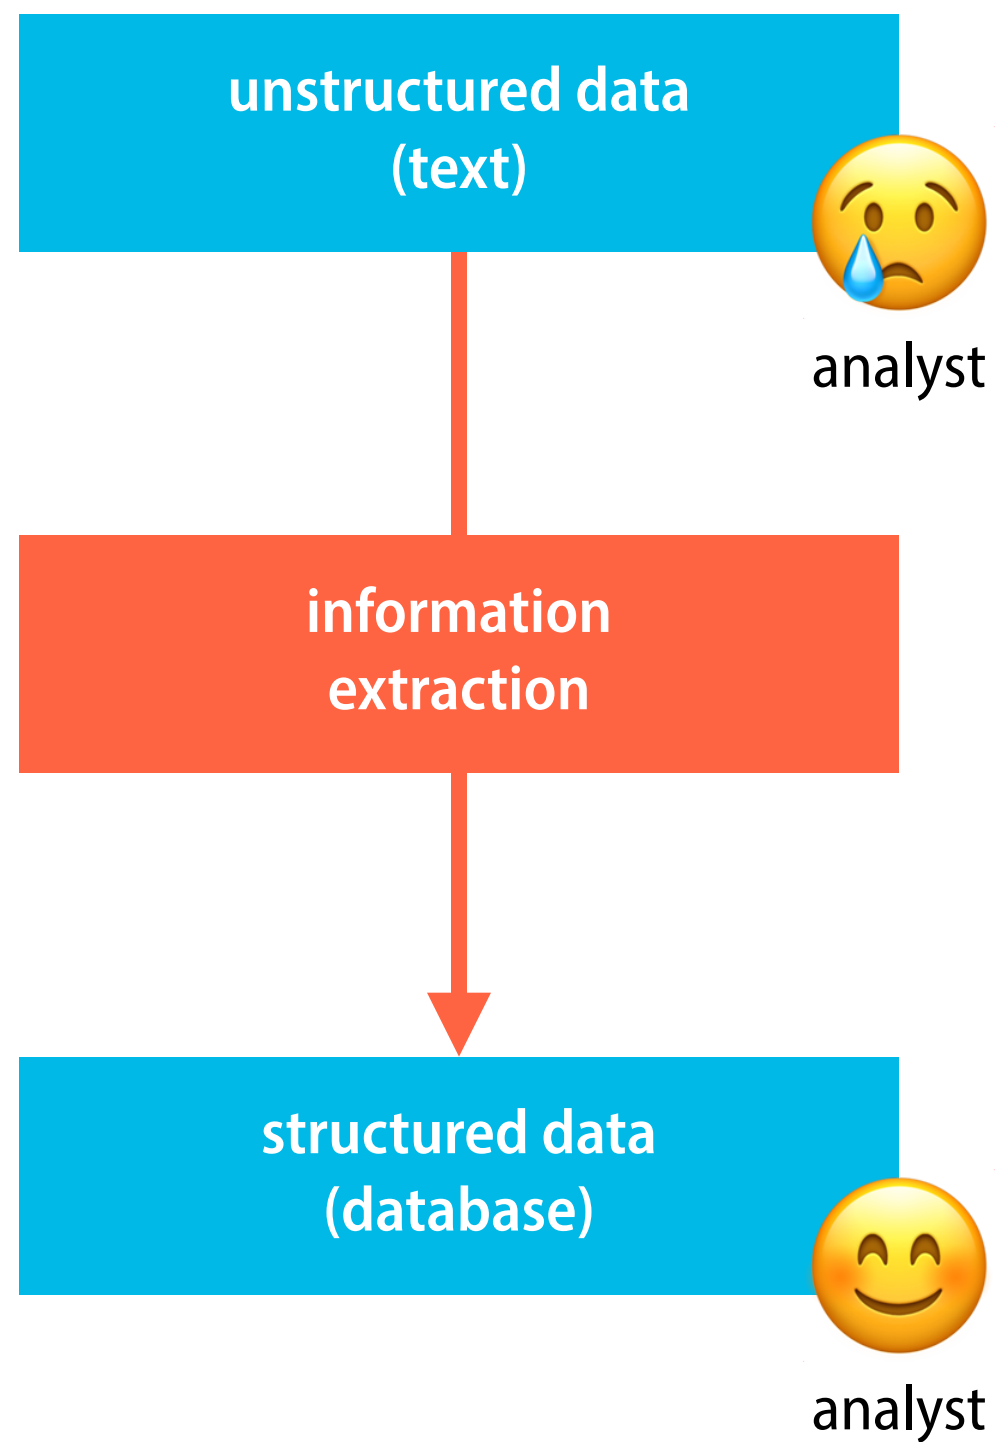 unstructured data
(text)
analyst
information
extraction
structured data
(database)
analyst